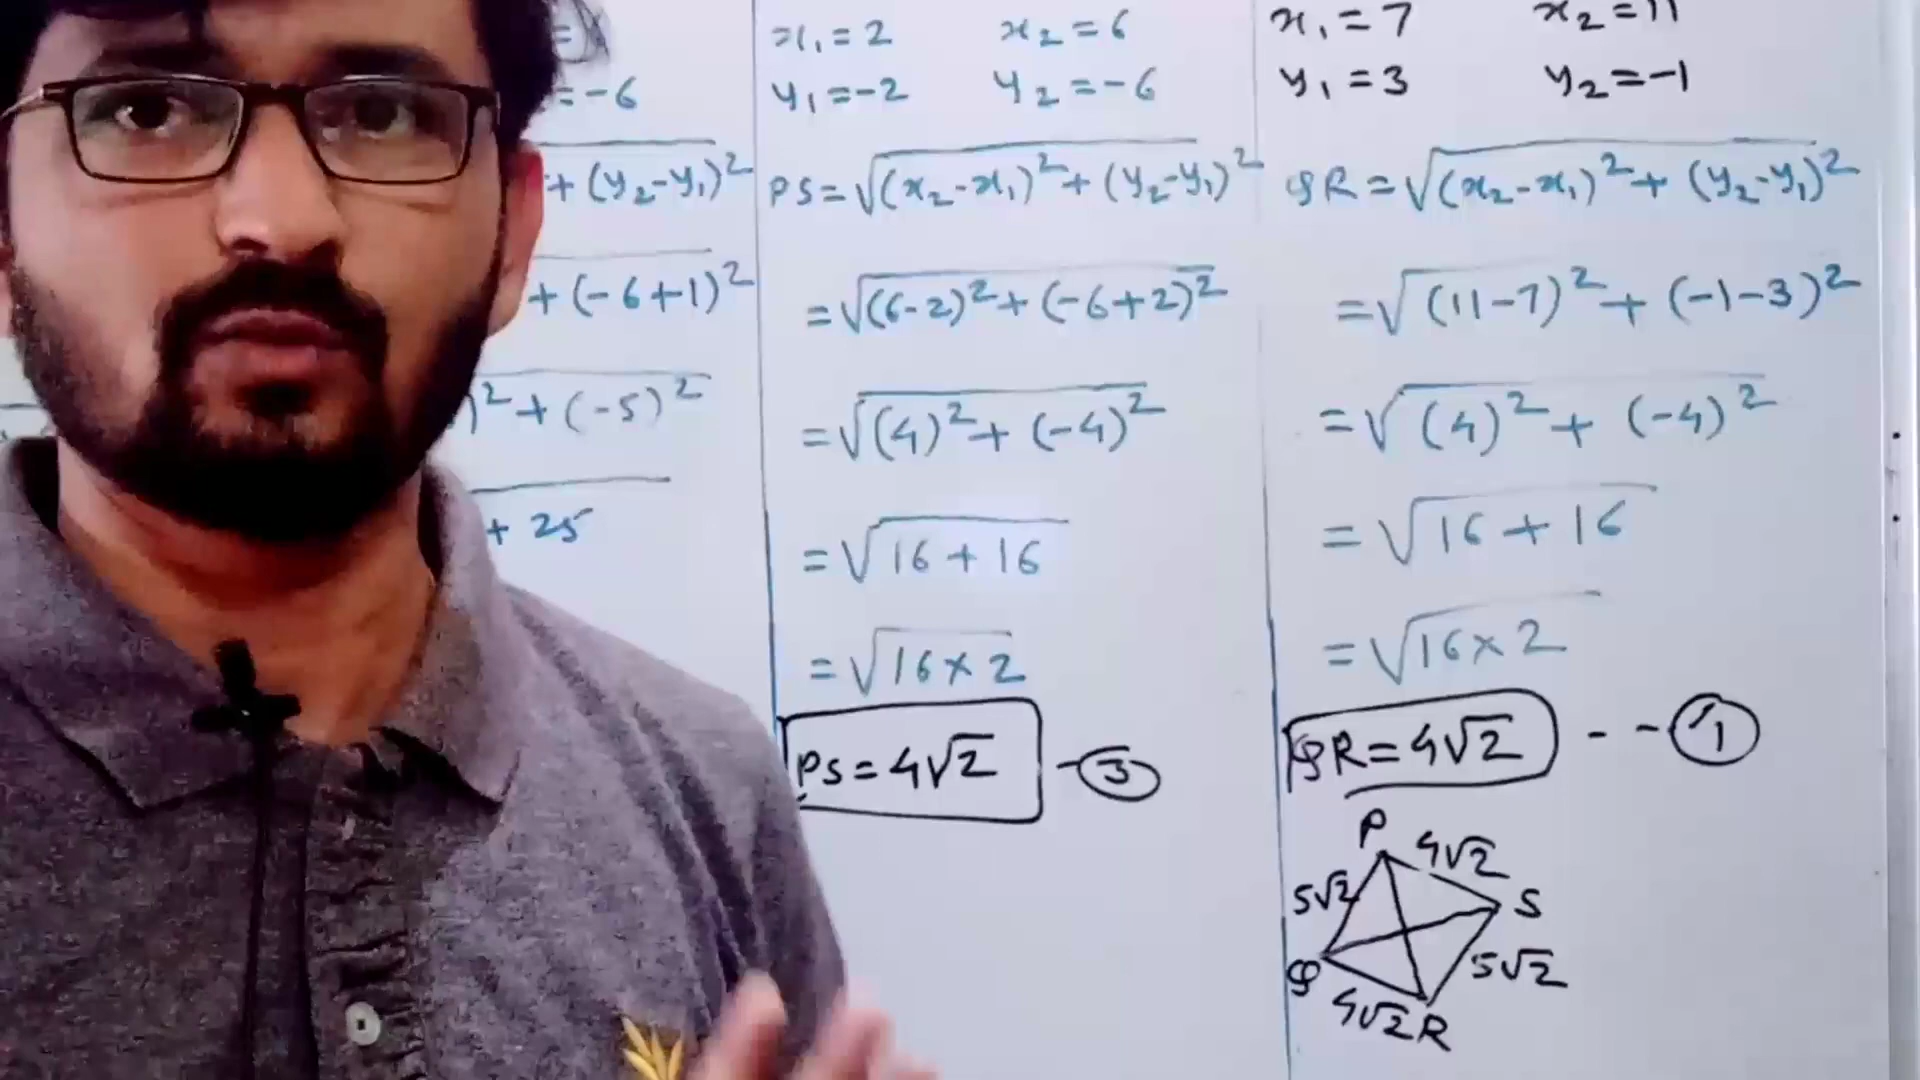 =-6
+ (y₂-y₁)²
+ (-6+1)²
)² + (-5)²
+ 25
x₁ = 2 x₂ = 6
y₁ = -2 y₂ = -6
PS = √(x₂-x₁)² + (y₂-y₁)²
= √(6-2)² + (-6+2)²
= √(4)² + (-4)²
= √16 + 16
= √16 × 2
PS = 4√2 - ③
x₁ = 7 x₂ = 11
y₁ = 3 y₂ = -1
QR = √(x₂-x₁)² + (y₂-y₁)²
= √(11-7)² + (-1-3)²
= √(4)² + (-4)²
= √16 + 16
= √16 × 2
QR = 4√2 - - ①
P
4√2
5√2
S
Q
5√2
4√2
R